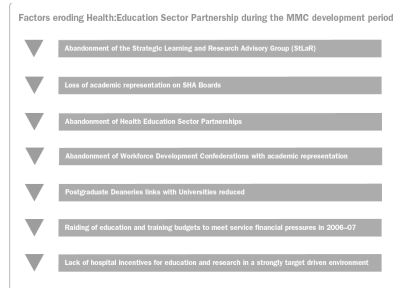 Factors eroding Health:Education Sector Partnership during the MMC development period
Abandonment of the Strategic Learning and Research Advisory Group (StLaR)
Loss of academic representation on SHA Boards
Abandonment of Health Education Sector Partnerships
Abandonment of Workforce Development Confederations with academic representation
Postgraduate Deaneries links with Universities reduced
Raiding of education and training budgets to meet service financial pressures in 2006–07
Lack of hospital incentives for education and research in a strongly target driven environment